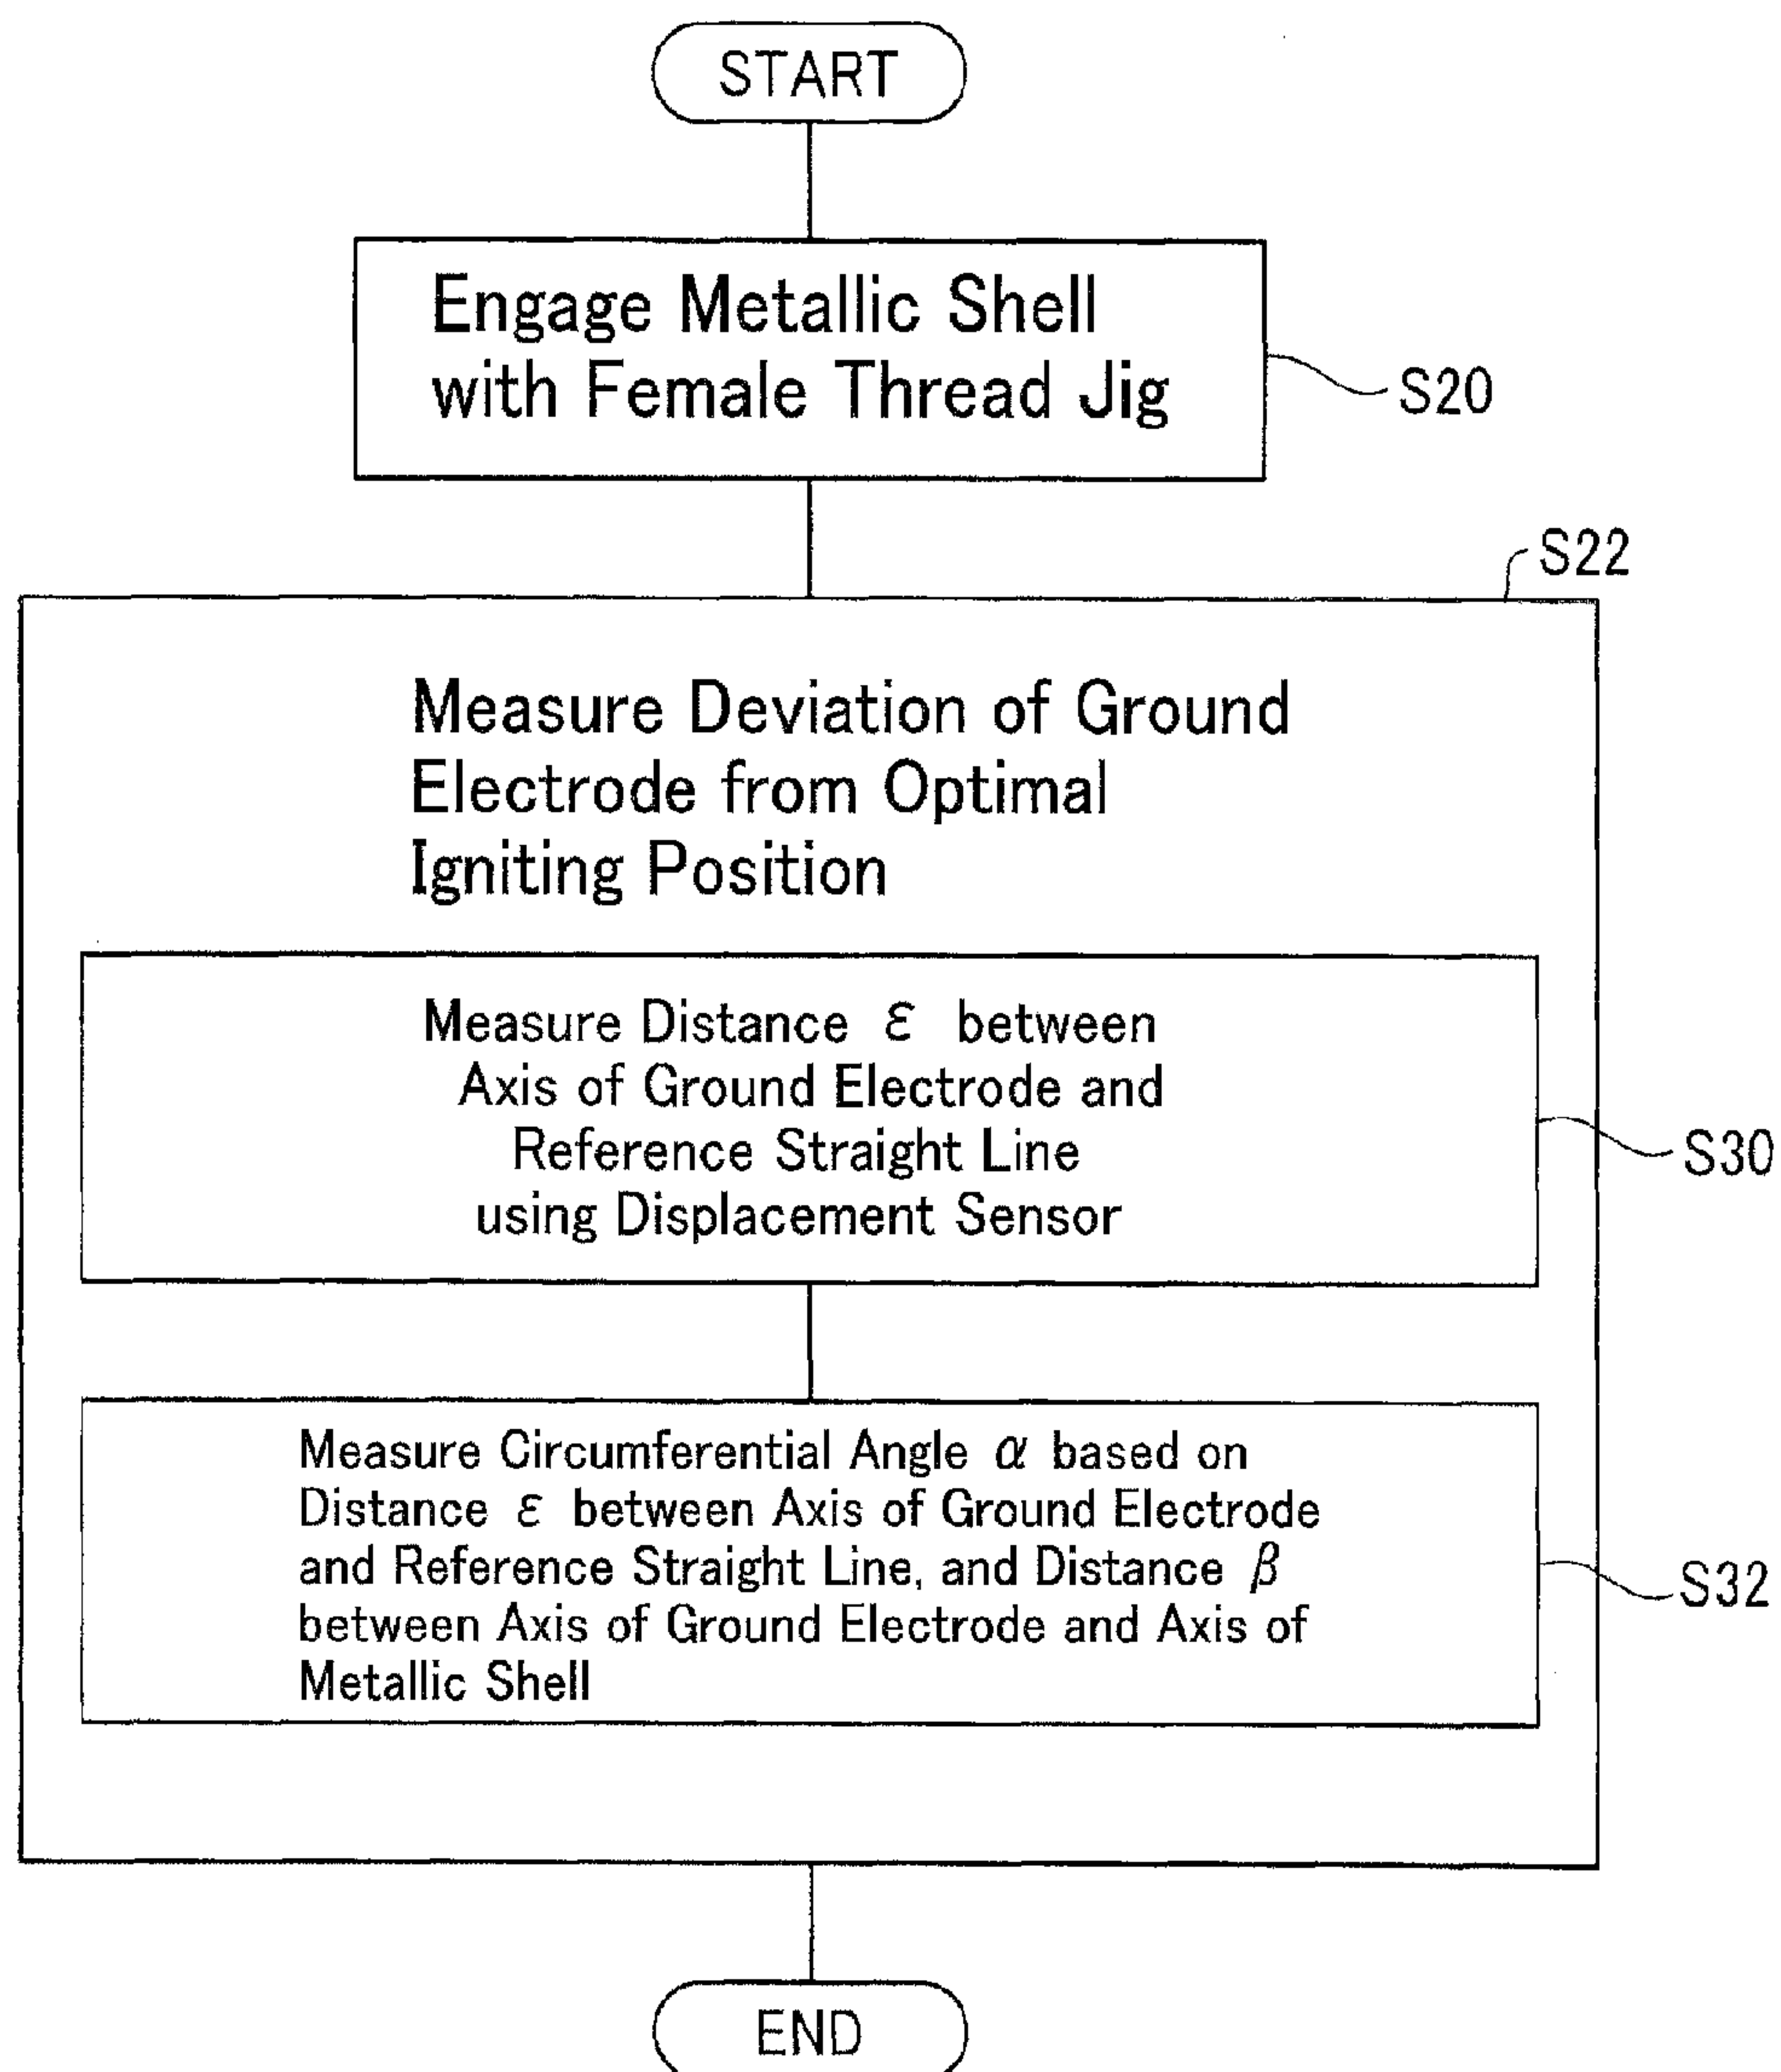 START
Engage Metallic Shell
with Female Thread Jig
S20
S22
Measure Deviation of Ground
Electrode from Optimal
Igniting Position
Measure Distance ε between
Axis of Ground Electrode and
Reference Straight Line
using Displacement Sensor
S30
Measure Circumferential Angle α based on
Distance ε between Axis of Ground Electrode
and Reference Straight Line, and Distance β
between Axis of Ground Electrode and Axis of
Metallic Shell
S32
END